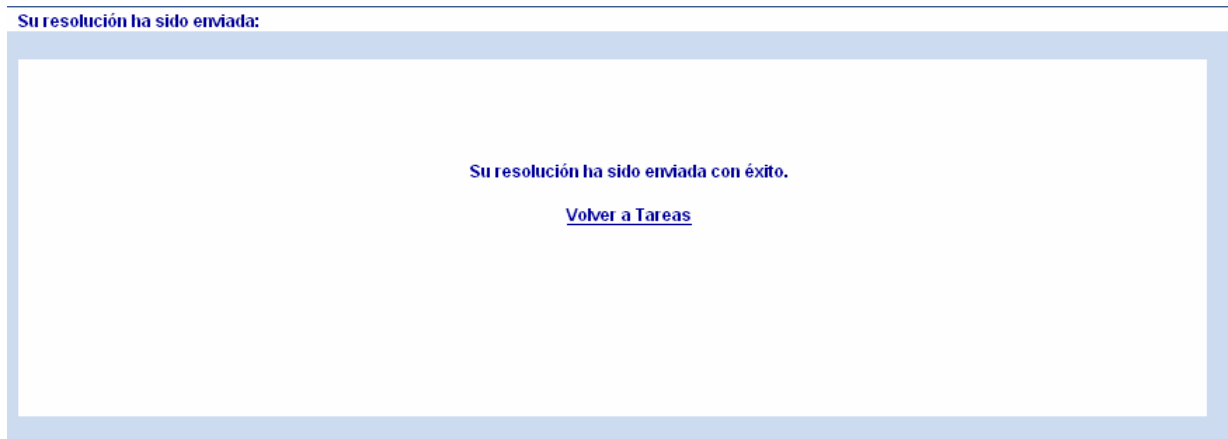 Su resolución ha sido enviada:
Su resolución ha sido enviada con éxito.
Volver a Tareas